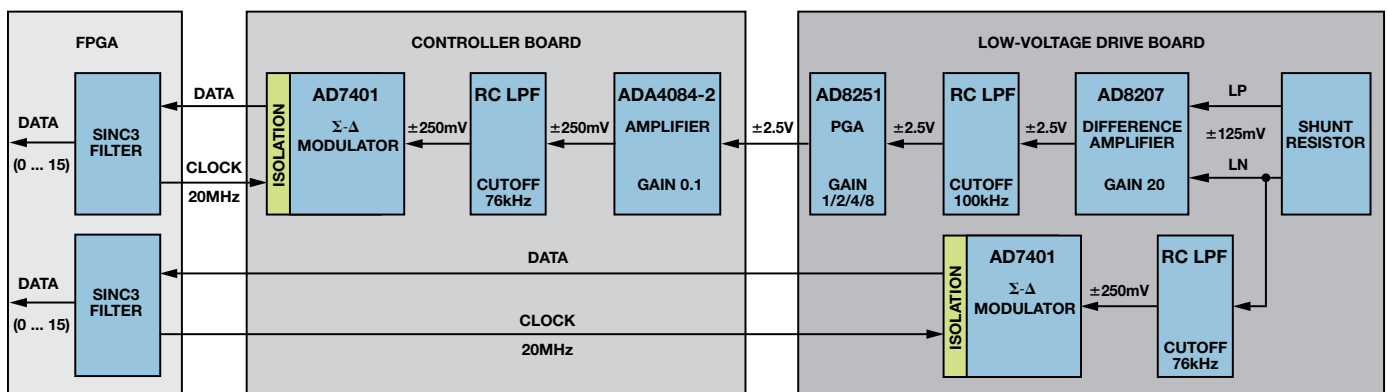 FPGA
CONTROLLER BOARD
LOW-VOLTAGE DRIVE BOARD
DATA
(0 ... 15)
SINC3
FILTER
DATA
CLOCK
20MHz
ISOLATION
AD7401
Σ-Δ
MODULATOR
±250mV
RC LPF
CUTOFF
76kHz
±250mV
ADA4084-2
AMPLIFIER
GAIN 0.1
±2.5V
AD8251
PGA
GAIN
1/2/4/8
±2.5V
RC LPF
CUTOFF
100kHz
±2.5V
AD8207
DIFFERENCE
AMPLIFIER
GAIN 20
LP
±125mV
LN
SHUNT
RESISTOR
DATA
(0 ... 15)
SINC3
FILTER
DATA
CLOCK
20MHz
ISOLATION
AD7401
Σ-Δ
MODULATOR
±250mV
RC LPF
CUTOFF
76kHz